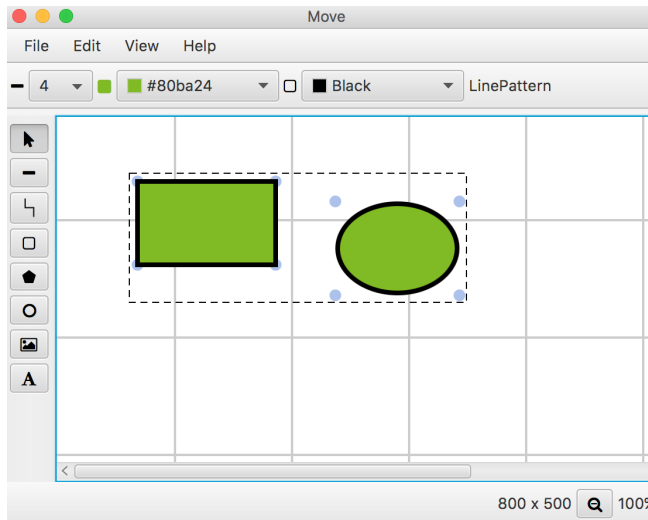 Move
File Edit View Help
4 #80ba24 Black LinePattern
A
800 x 500 100%